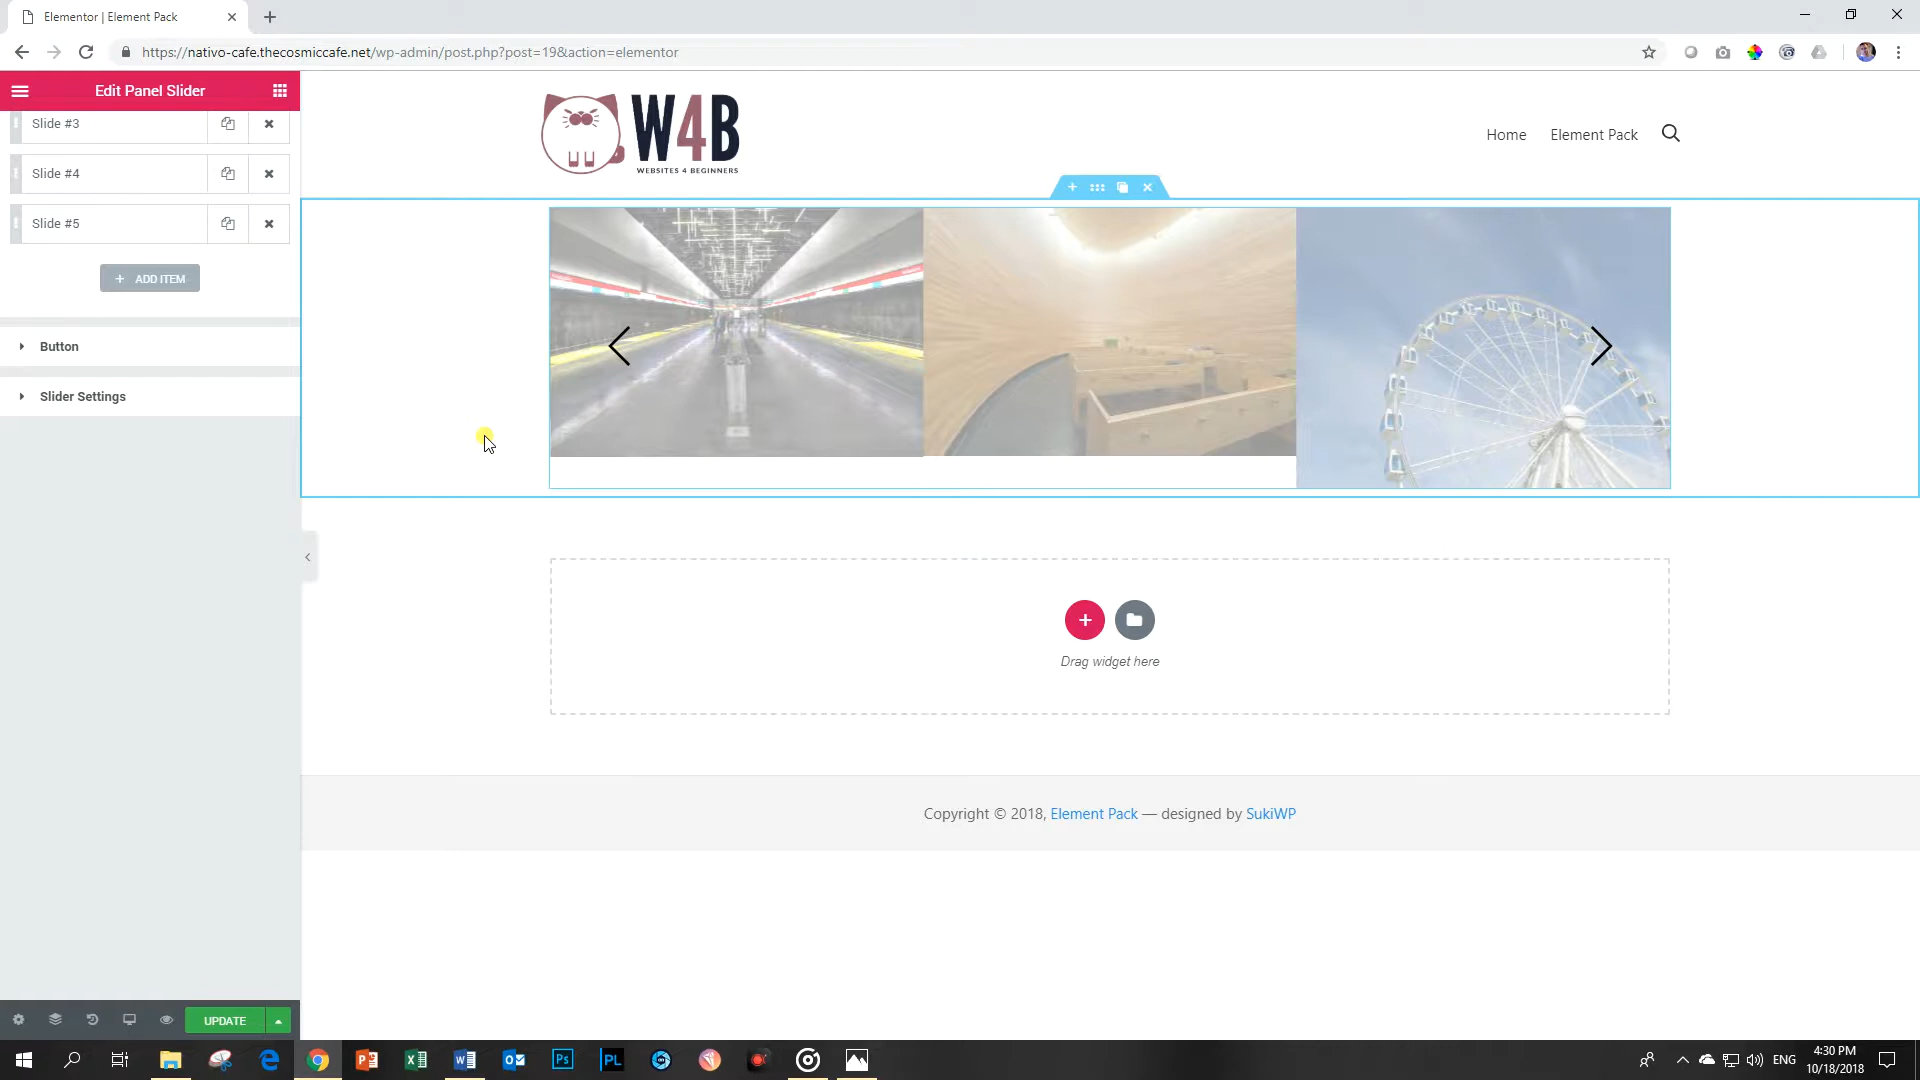 Elementor | Element Pack
https://nativo-cafe.thecosmiccafe.net/wp-admin/post.php?post=19&action=elementor
Edit Panel Slider
Slide #3
Slide #4
Slide #5
ADD ITEM
Button
Slider Settings
UPDATE
W4B
WEBSITES 4 BEGINNERS
Home
Element Pack
Drag widget here
Copyright © 2018, Element Pack — designed by SukiWP
Ps
PL
ENG
4:30 PM
10/18/2018